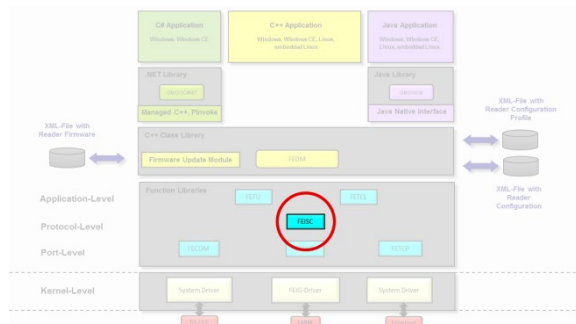 C# Application
Windows, Windows CE
C++ Application
Windows, Windows CE, Linux,
embedded Linux
Java Application
Windows, Windows CE,
Linux, embedded Linux
.NET Library
Managed C++, PInvoke
Java Library
Java Native Interface
XML-File with
Reader Firmware
XML-File with
Reader Configuration
Profile
C++ Class Library
Firmware Update Module
FEDM
XML-File with
Reader
Configuration
Application-Level
Function Libraries
FEFU
FETCL
Protocol-Level
FEISC
Port-Level
FECOM
FETCP
Kernel-Level
System-Driver
FEIG-Driver
System-Driver